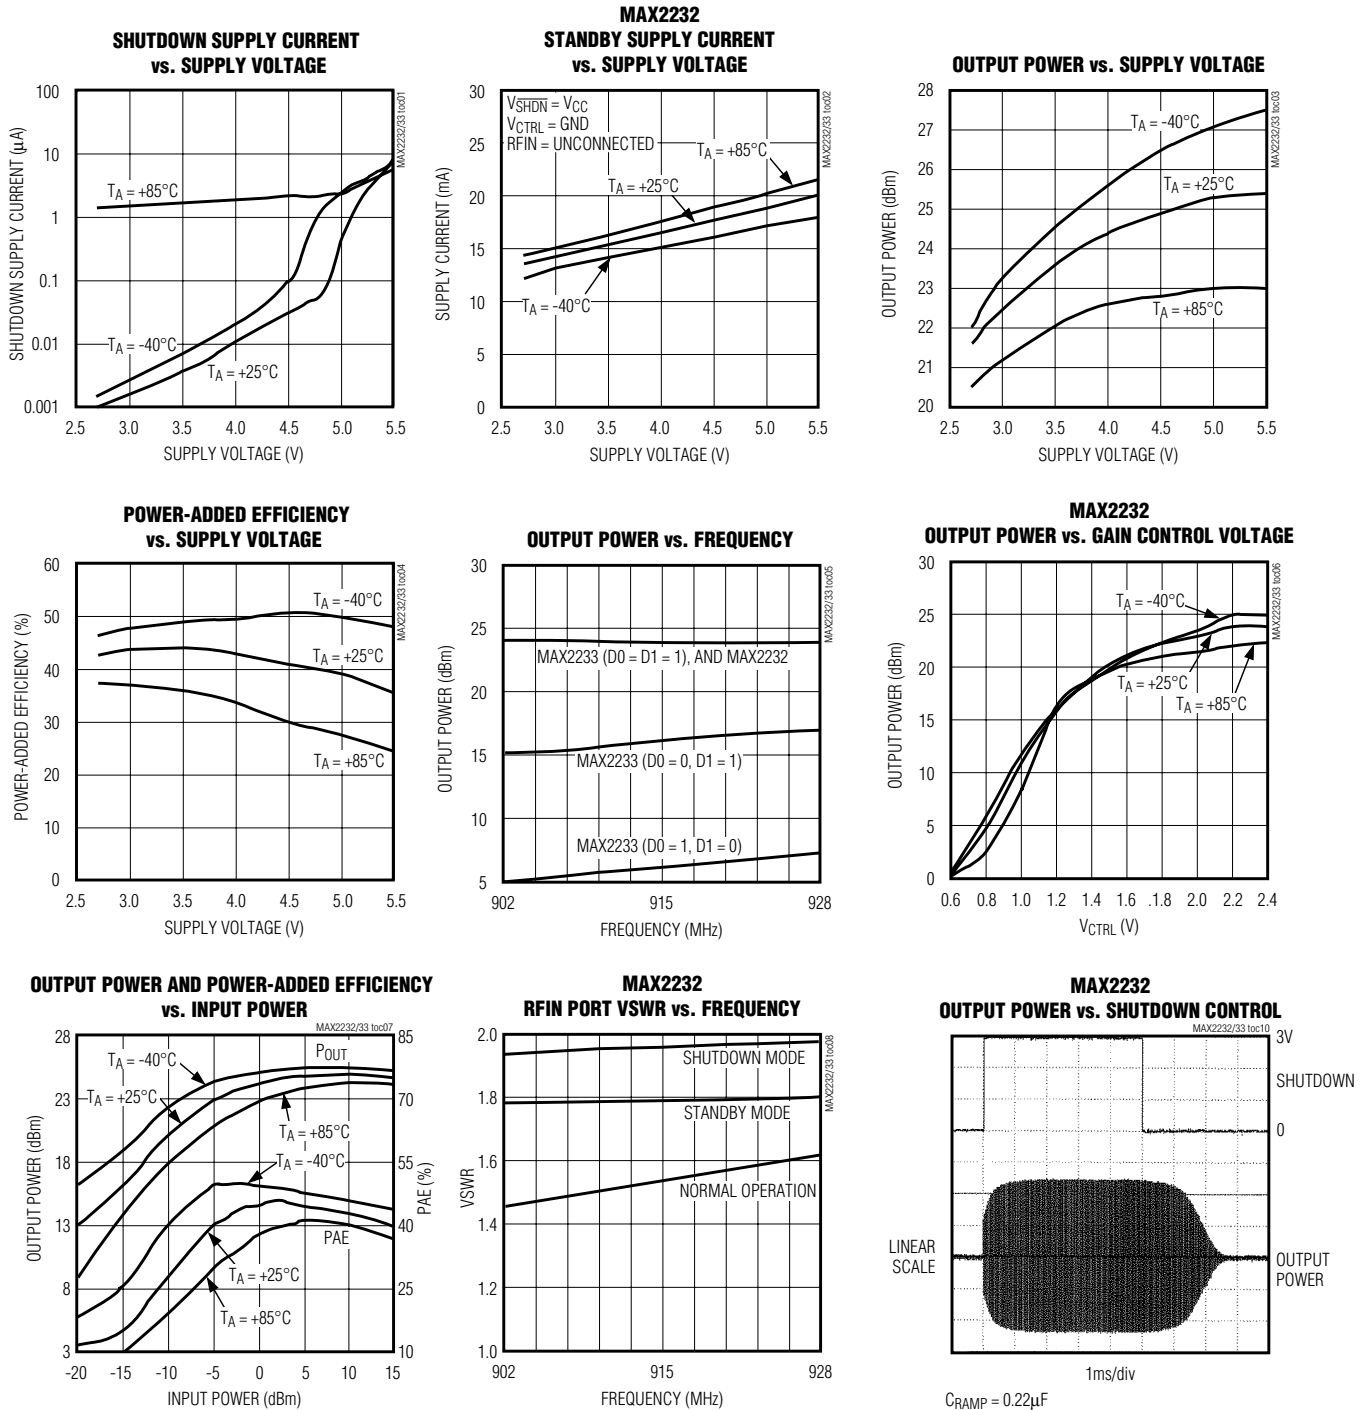 SHUTDOWN SUPPLY CURRENT
vs. SUPPLY VOLTAGE
MAX2232/33 toc01
SHUTDOWN SUPPLY CURRENT (µA)
100
10
1
0.1
0.01
0.001
TA = +85°C
TA = -40°C
TA = +25°C
2.5 3.0 3.5 4.0 4.5 5.0 5.5
SUPPLY VOLTAGE (V)
MAX2232
STANDBY SUPPLY CURRENT
vs. SUPPLY VOLTAGE
MAX2232/33 toc02
SUPPLY CURRENT (mA)
30
25
20
15
10
5
0
VSHDN = VCC
VCTRL = GND
RFIN = UNCONNECTED
TA = +85°C
TA = +25°C
TA = -40°C
2.5 3.0 3.5 4.0 4.5 5.0 5.5
SUPPLY VOLTAGE (V)
OUTPUT POWER vs. SUPPLY VOLTAGE
MAX2232/33 toc03
OUTPUT POWER (dBm)
28
27
26
25
24
23
22
21
20
TA = -40°C
TA = +25°C
TA = +85°C
2.5 3.0 3.5 4.0 4.5 5.0 5.5
SUPPLY VOLTAGE (V)
POWER-ADDED EFFICIENCY
vs. SUPPLY VOLTAGE
MAX2232/33 toc04
POWER-ADDED EFFICIENCY (%)
60
50
40
30
20
10
0
TA = -40°C
TA = +25°C
TA = +85°C
2.5 3.0 3.5 4.0 4.5 5.0 5.5
SUPPLY VOLTAGE (V)
OUTPUT POWER vs. FREQUENCY
MAX2232/33 toc05
OUTPUT POWER (dBm)
30
25
20
15
10
5
MAX2233 (D0 = D1 = 1), AND MAX2232
MAX2233 (D0 = 0, D1 = 1)
MAX2233 (D0 = 1, D1 = 0)
902 915 928
FREQUENCY (MHz)
MAX2232
OUTPUT POWER vs. GAIN CONTROL VOLTAGE
MAX2232/33 toc06
OUTPUT POWER (dBm)
30
25
20
15
10
5
0
TA = -40°C
TA = +25°C
TA = +85°C
0.6 0.8 1.0 1.2 1.4 1.6 .1.8 2.0 2.2 2.4
VCTRL (V)
OUTPUT POWER AND POWER-ADDED EFFICIENCY
vs. INPUT POWER
MAX2232/33 toc07
OUTPUT POWER (dBm)
28
23
18
13
8
3
TA = -40°C
POUT
TA = +25°C
TA = +85°C
TA = -40°C
PAE
TA = +25°C
TA = +85°C
85
70
55
40
25
10
PAE (%)
-20 -15 -10 -5 0 5 10 15
INPUT POWER (dBm)
MAX2232
RFIN PORT VSWR vs. FREQUENCY
MAX2232/33 toc08
VSWR
2.0
1.8
1.6
1.4
1.2
1.0
SHUTDOWN MODE
STANDBY MODE
NORMAL OPERATION
902 915 928
FREQUENCY (MHz)
MAX2232
OUTPUT POWER vs. SHUTDOWN CONTROL
MAX2232/33 toc10
3V
SHUTDOWN
0
LINEAR
SCALE
OUTPUT
POWER
1ms/div
CRAMP = 0.22µF